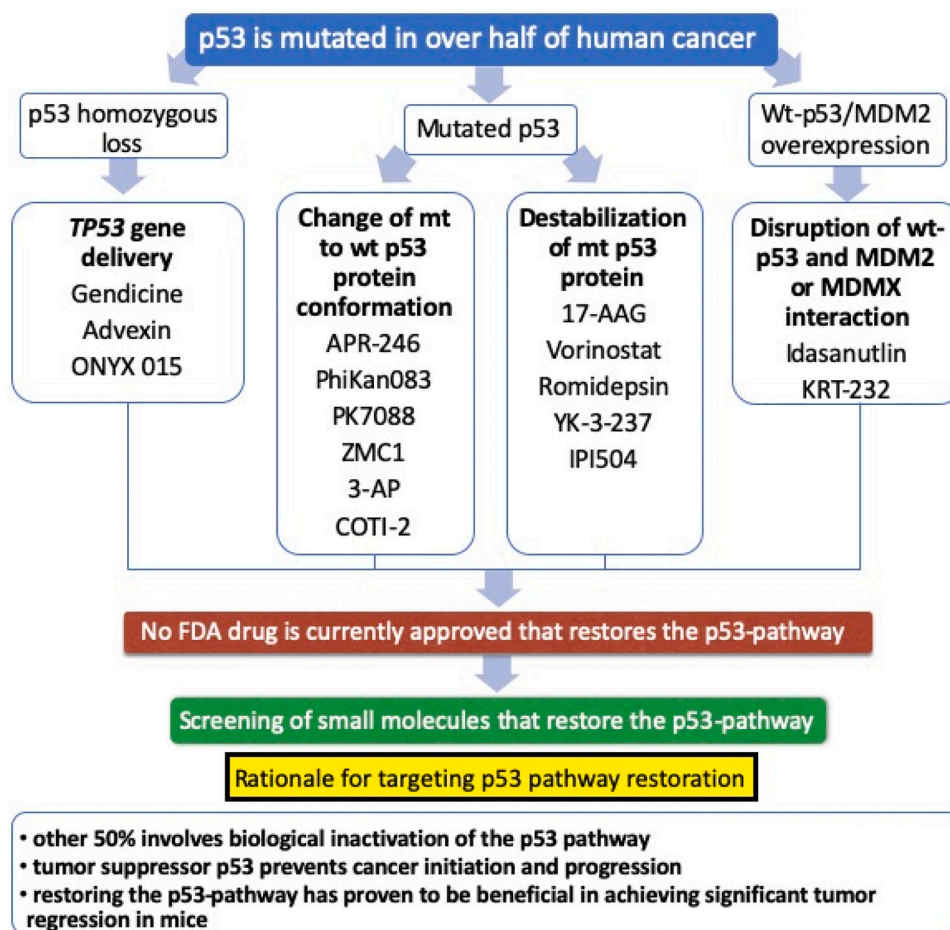 p53 is mutated in over half of human cancer
p53 homozygous
loss
Mutated p53
Wt-p53/MDM2
overexpression
TP53 gene
delivery
Gendicine
Advexin
ONYX 015
Change of mt
to wt p53
protein
conformation
APR-246
PhiKan083
PK7088
ZMC1
3-AP
COTI-2
Destabilization
of mt p53
protein
17-AAG
Vorinostat
Romidepsin
YK-3-237
IPI504
Disruption of wt-
p53 and MDM2
or MDMX
interaction
Idasanutlin
KRT-232
No FDA drug is currently approved that restores the p53-pathway
Screening of small molecules that restore the p53-pathway
Rationale for targeting p53 pathway restoration
• other 50% involves biological inactivation of the p53 pathway
• tumor suppressor p53 prevents cancer initiation and progression
• restoring the p53-pathway has proven to be beneficial in achieving significant tumor
regression in mice